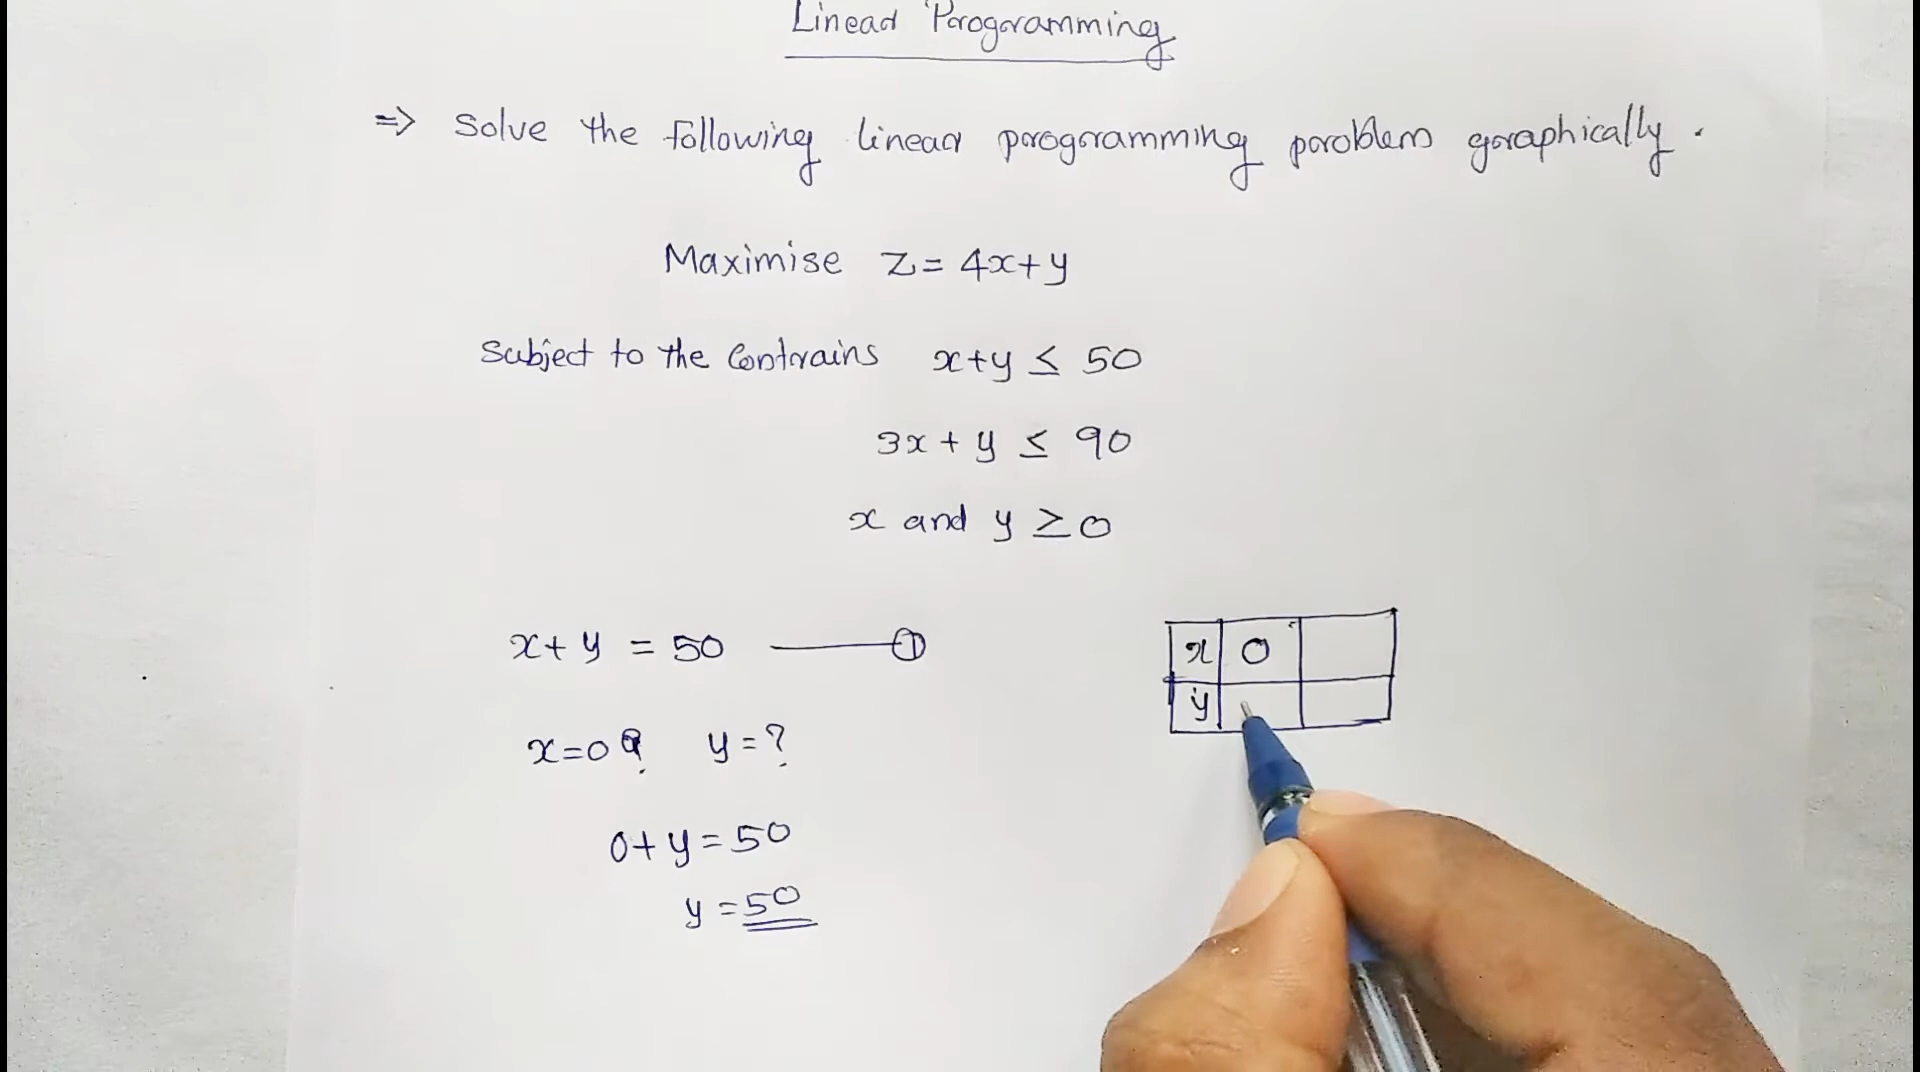 Linear Programming
=> Solve the following linear programming problem graphically.
Maximise Z = 4x+y
Subject to the Contrains x+y ≤ 50
3x + y ≤ 90
x and y ≥ 0
x + y = 50 ——— ①
x 0
y
x=0? y=?
0+y=50
y=50